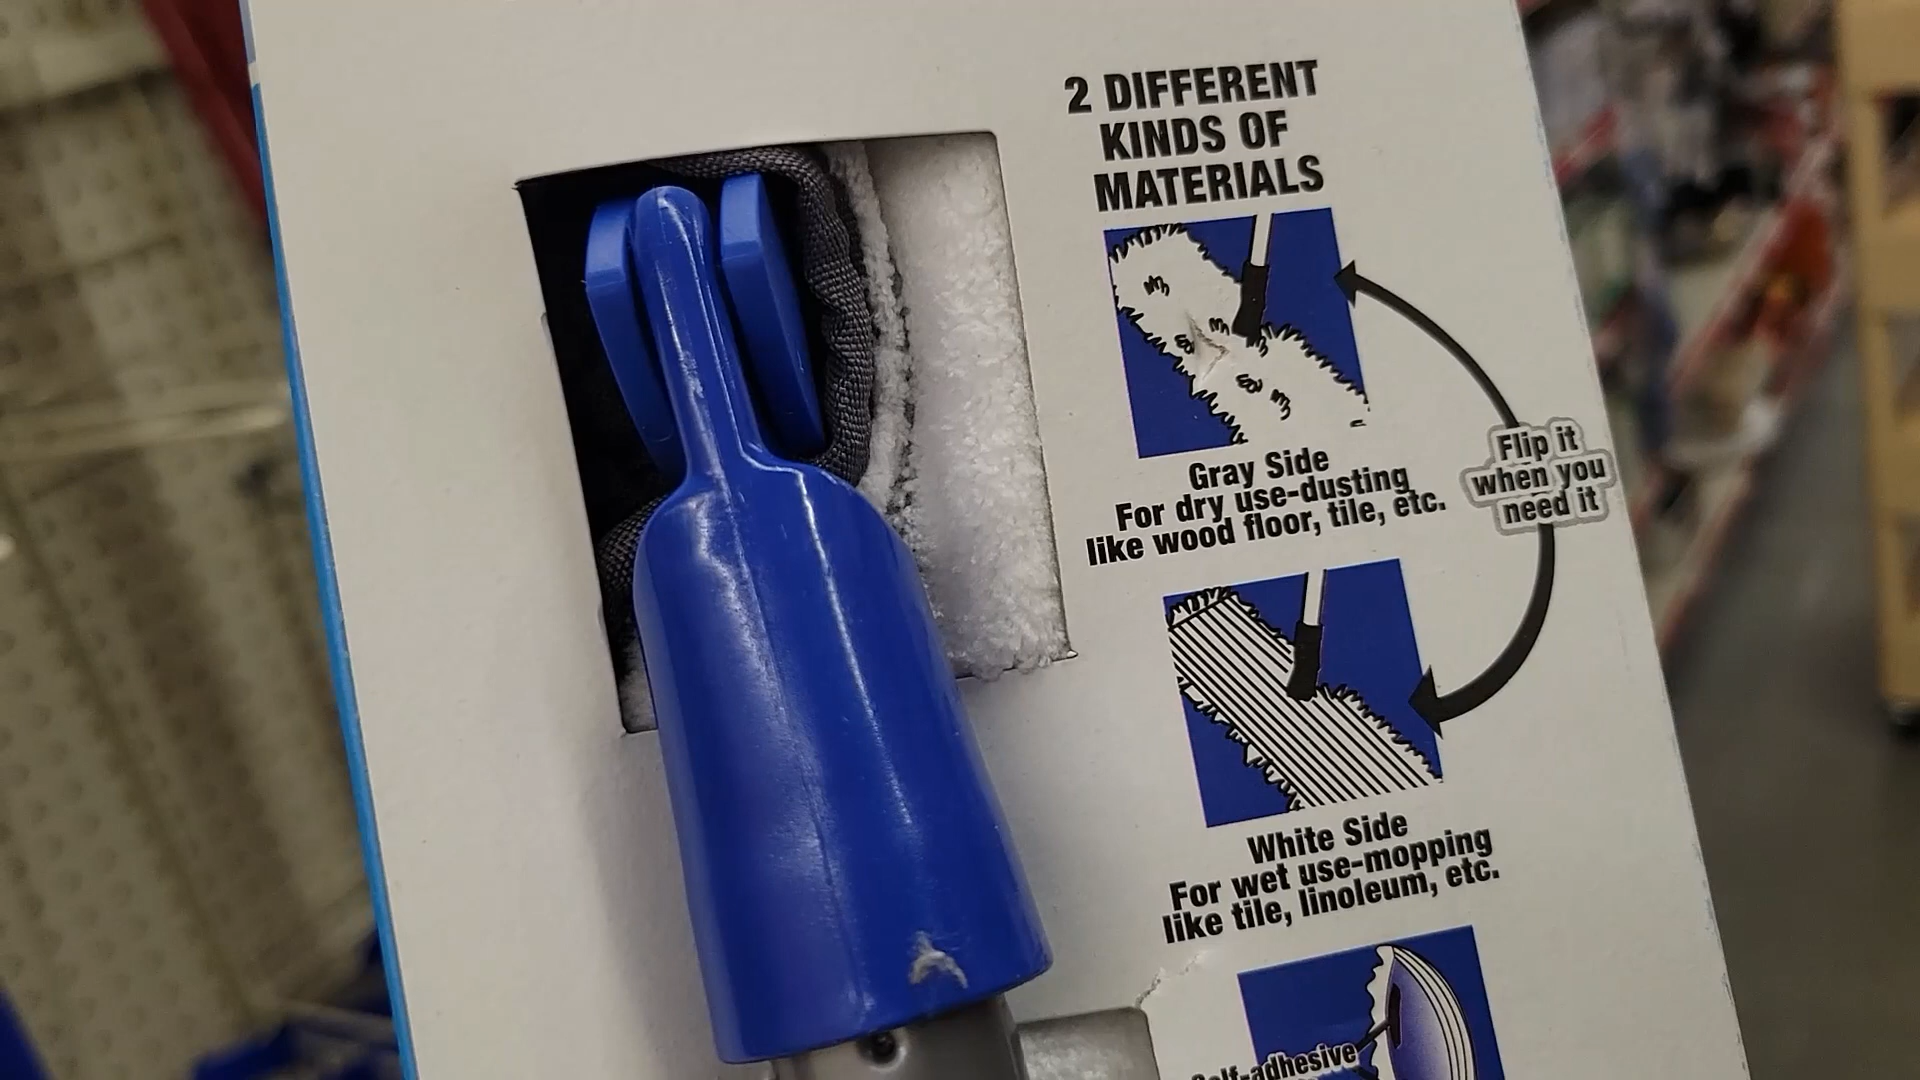 2 DIFFERENT
KINDS OF
MATERIALS
Gray Side
For dry use-dusting
like wood floor, tile, etc.
Flip it
when you
need it
White Side
For wet use-mopping
like tile, linoleum, etc.
Self-adhesive